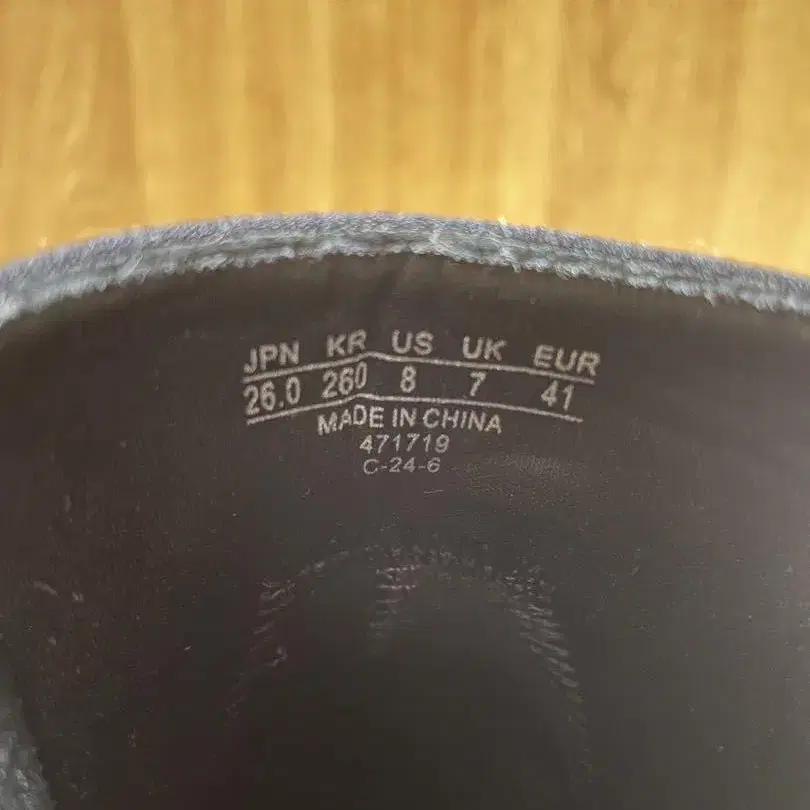 JPN KR US UK EUR
26.0 260 8 7 41
MADE IN CHINA
471719
C-24-6